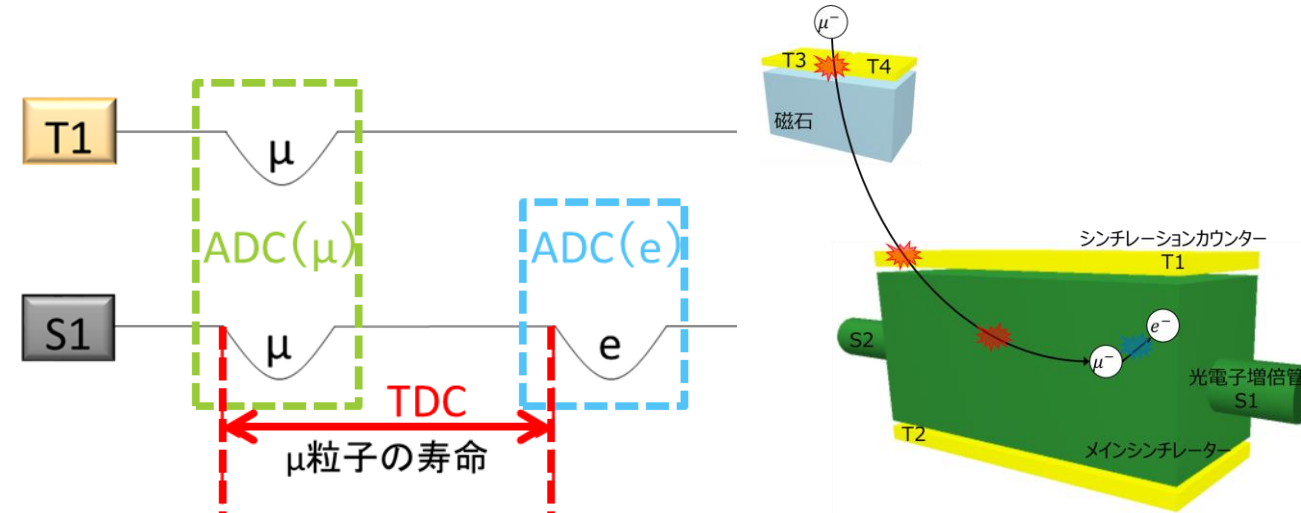 T1
μ
ADC(μ)
ADC(e)
S1
μ
e
TDC
μ粒子の寿命
μ⁻
T3
T4
磁石
シンチレーションカウンター
T1
S2
e⁻
μ⁻
光電子増倍管
S1
T2
メインシンチレーター